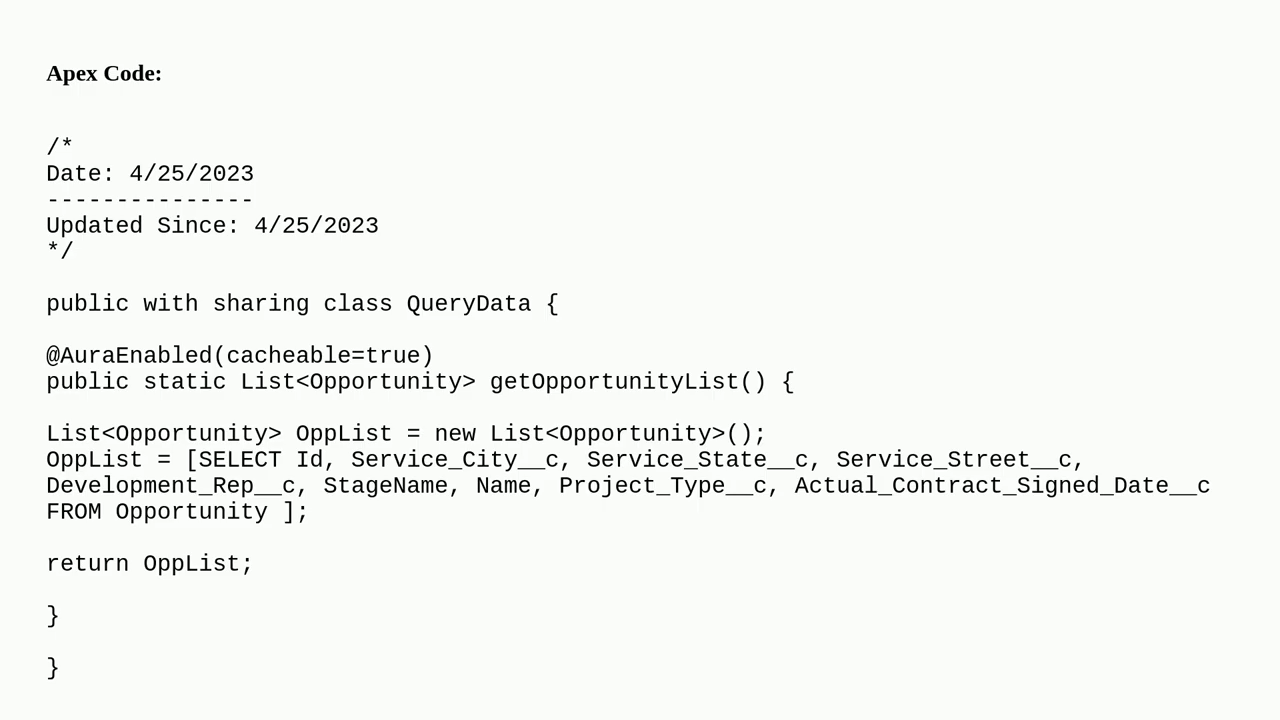 Apex Code:
/*
Date: 4/25/2023
---------------
Updated Since: 4/25/2023
*/
public with sharing class QueryData {
@AuraEnabled(cacheable=true)
public static List<Opportunity> getOpportunityList() {
List<Opportunity> OppList = new List<Opportunity>();
OppList = [SELECT Id, Service_City__c, Service_State__c, Service_Street__c,
Development_Rep__c, StageName, Name, Project_Type__c, Actual_Contract_Signed_Date__c
FROM Opportunity ];
return OppList;
}
}